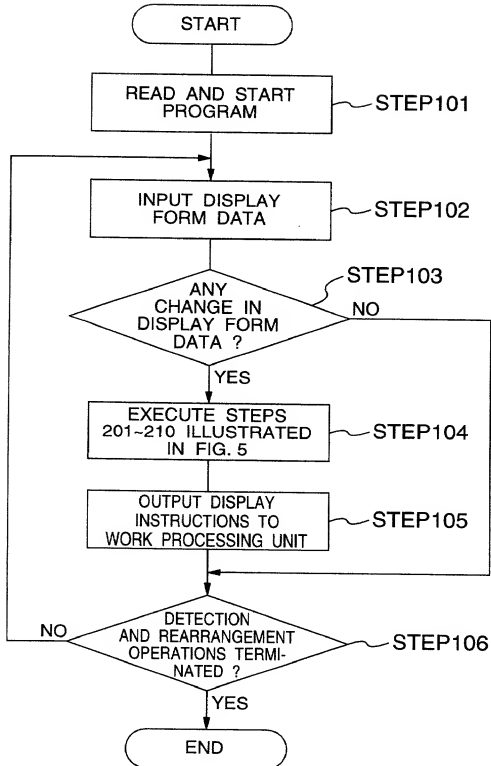 START
READ AND START
PROGRAM
STEP101
INPUT DISPLAY
FORM DATA
STEP102
STEP103
ANY
CHANGE IN
DISPLAY FORM
DATA ?
NO
YES
EXECUTE STEPS
201~210 ILLUSTRATED
IN FIG. 5
STEP104
OUTPUT DISPLAY
INSTRUCTIONS TO
WORK PROCESSING UNIT
STEP105
DETECTION
AND REARRANGEMENT
OPERATIONS TERMI-
NATED ?
NO
STEP106
YES
END